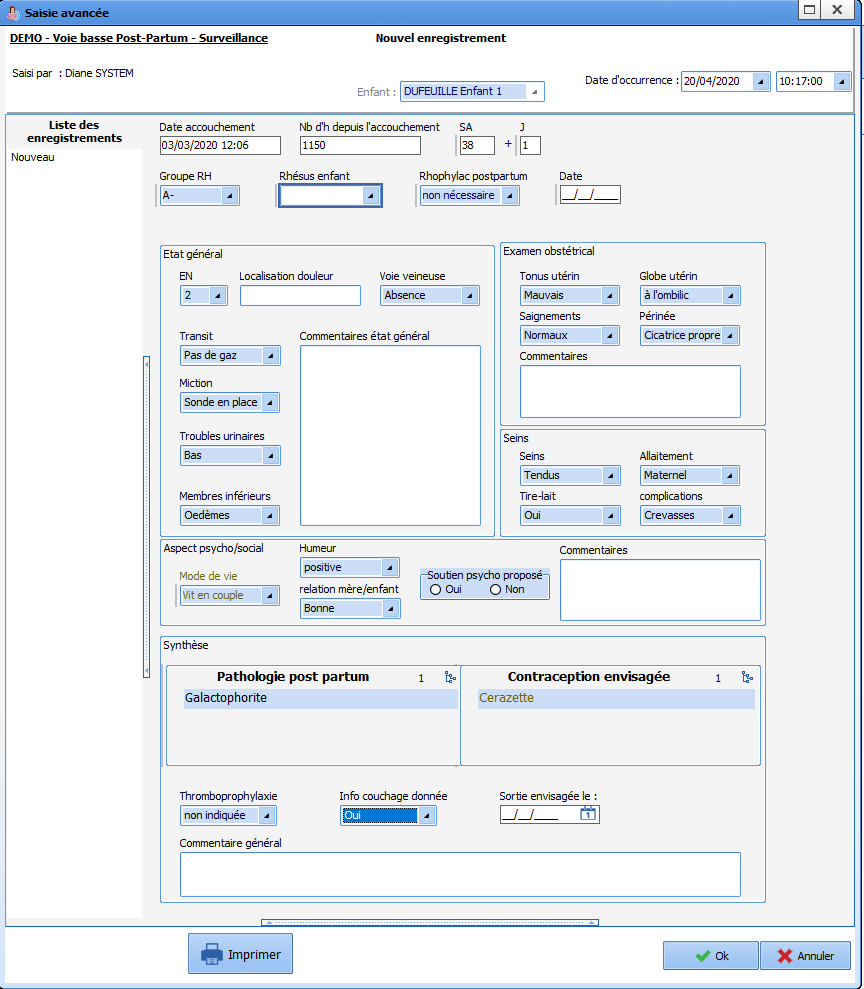 Saisie avancée
DEMO - Voie basse Post-Partum - Surveillance
Nouvel enregistrement
Saisi par : Diane SYSTEM
Enfant : DUFEUILLE Enfant 1
Date d'occurrence : 20/04/2020 10:17:00
Liste des
enregistrements
Nouveau
Date accouchement
Nb d'h depuis l'accouchement
SA
J
03/03/2020 12:06
1150
38 + 1
Groupe RH
Rhésus enfant
Rhophylac postpartum
Date
A-
non nécessaire
__/__/____
Etat général
EN
Localisation douleur
Voie veineuse
2
Absence
Transit
Commentaires état général
Pas de gaz
Miction
Sonde en place
Troubles urinaires
Bas
Membres inférieurs
Oedèmes
Examen obstétrical
Tonus utérin
Globe utérin
Mauvais
à l'ombilic
Saignements
Périnée
Normaux
Cicatrice propre
Commentaires
Seins
Seins
Allaitement
Tendus
Maternel
Tire-lait
complications
Oui
Crevasses
Aspect psycho/social
Humeur
Commentaires
Mode de vie
positive
Soutien psycho proposé
Vit en couple
relation mère/enfant
Oui
Non
Bonne
Synthèse
Pathologie post partum 1
Contraception envisagée 1
Galactophorite
Cerazette
Thromboprophylaxie
Info couchage donnée
Sortie envisagée le :
non indiquée
Oui
__/__/____ 1
Commentaire général
Imprimer
Ok
Annuler